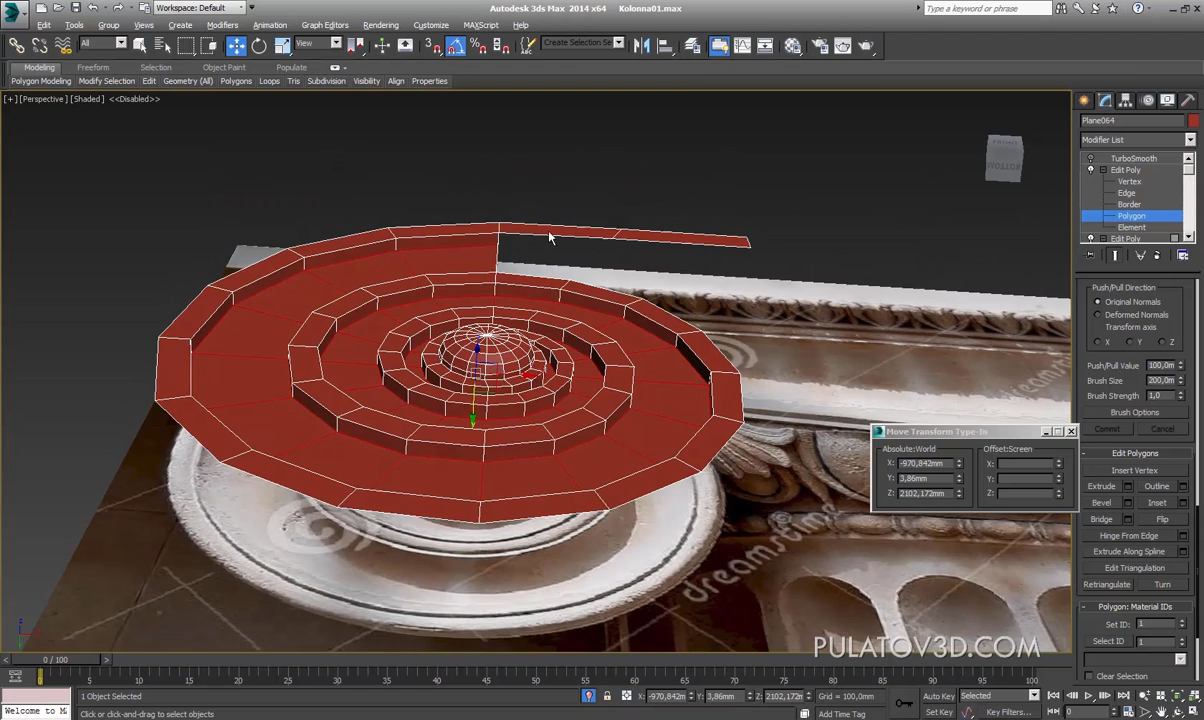 Autodesk 3ds Max 2014 x64    Kolonna01.max
Workspace: Default
Type a keyword or phrase
Edit Tools Group Views Create Modifiers Animation Graph Editors Rendering Customize MAXScript Help
All View Create Selection Se
Modeling Freeform Selection Object Paint Populate
Polygon Modeling Modify Selection Edit Geometry (All) Polygons Loops Tris Subdivision Visibility Align Properties
[+] [Perspective] [Shaded] <<Disabled>>
Plane064
Modifier List
TurboSmooth
Edit Poly
Vertex
Edge
Border
Polygon
Element
Edit Poly
Push/Pull Direction
Original Normals
Deformed Normals
Transform axis
X Y Z
Push/Pull Value 100,0m
Brush Size 200,0m
Brush Strength 1,0
Brush Options
Commit Cancel
Move Transform Type-In
Absolute:World Offset:Screen
X: -970,842mm X:
Y: 3,86mm Y:
Z: 2102,172mm Z:
Edit Polygons
Insert Vertex
Extrude Outline
Bevel Inset
Bridge Flip
Hinge From Edge
Extrude Along Spline
Edit Triangulation
Retriangulate Turn
Polygon: Material IDs
Set ID: 1
Select ID 1
Clear Selection
dreamstime
PULATOV3D.COM
0 / 100
0 5 10 15 20 25 30 35 40 45 50 55 60 65 70 75 80 85 90 95 100
1 Object Selected X: -970,842m Y: 3,86mm Z: 2102,172m Grid = 100,0mm Auto Key Selected
Welcome to M Click or click-and-drag to select objects Add Time Tag Set Key Key Filters... 0